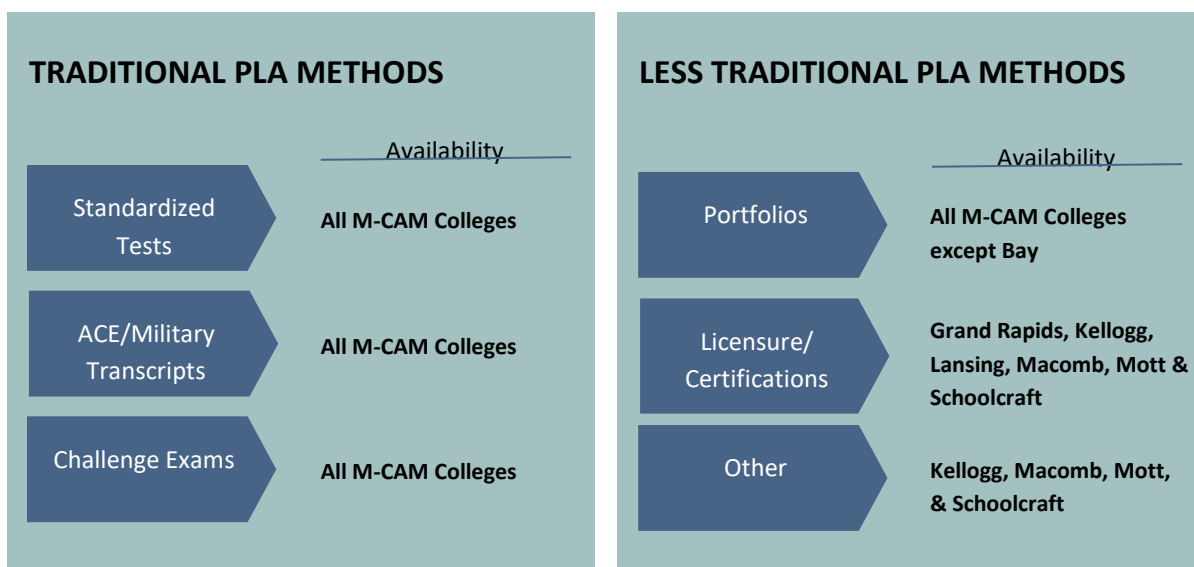 TRADITIONAL PLA METHODS
Availability
Standardized
Tests
All M-CAM Colleges
ACE/Military
Transcripts
All M-CAM Colleges
Challenge Exams
All M-CAM Colleges
LESS TRADITIONAL PLA METHODS
Availability
Portfolios
All M-CAM Colleges
except Bay
Licensure/
Certifications
Grand Rapids, Kellogg,
Lansing, Macomb, Mott &
Schoolcraft
Other
Kellogg, Macomb, Mott,
& Schoolcraft